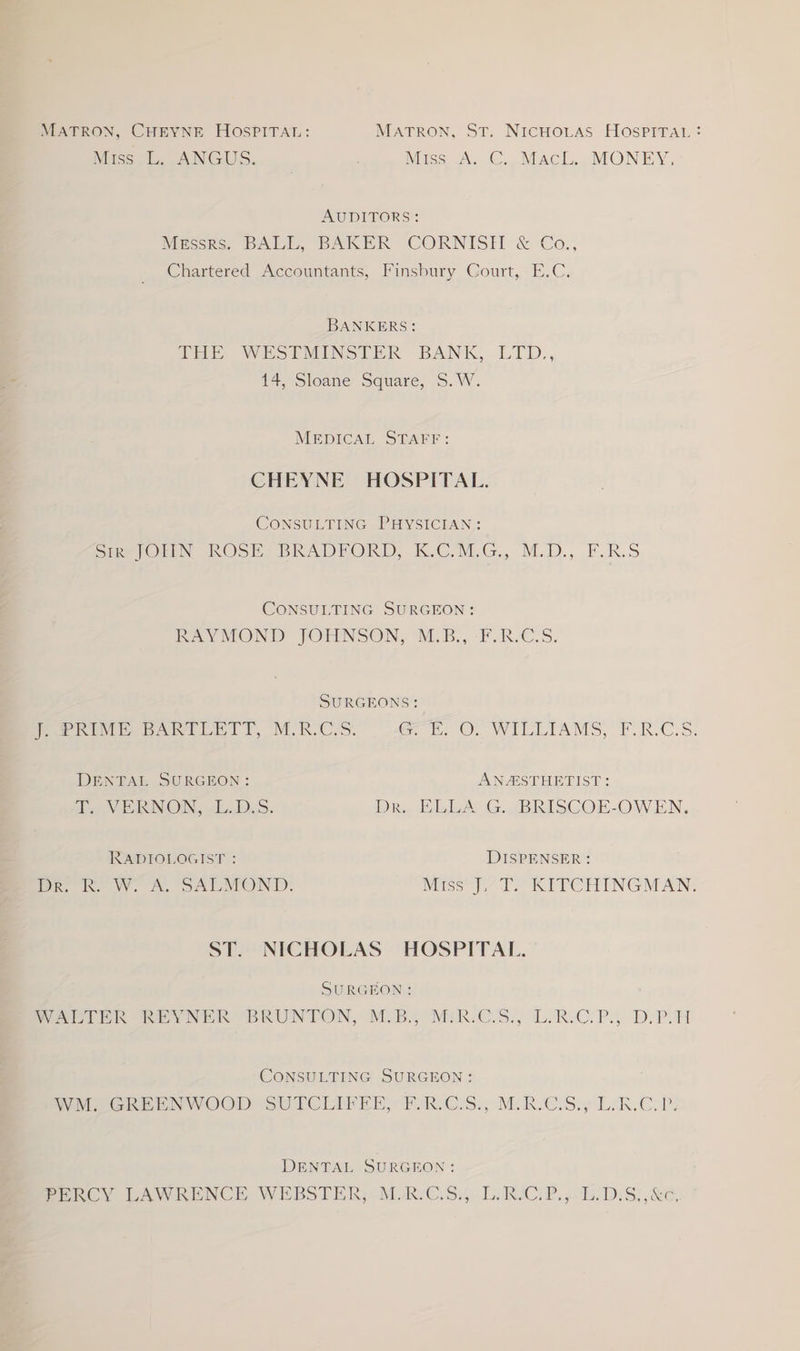 MATRON, CHEYNE HOSPITAL: MATRON, ST. NICHOLAS HOSPITAL:
MISS L. ANGUS. MISS A. C. MACL. MONEY,
AUDITORS:
MESSRS. BALL, BAKER CORNISH & Co.,
Chartered Accountants, Finsbury Court, E.C.
BANKERS:
THE WESTMINSTER BANK, LTD.,
14, Sloane Square, S.W.
MEDICAL STAFF:
CHEYNE HOSPITAL.
CONSULTING PHYSICIAN:
SIR JOHN ROSE BRADFORD, K.C.M.G., M.D., F.R.S
CONSULTING SURGEON:
RAYMOND JOHNSON, M.B., F.R.C.S.
SURGEONS:
J. PRIME BARTLETT, M.R.C.S. G. E. O. WILLIAMS, F.R.C.S.
DENTAL SURGEON: ANÆSTHETIST:
T. VERNON, L.D.S. DR. ELLA G. BRISCOE-OWEN.
RADIOLOGIST: DISPENSER:
DR. R. W. A. SALMOND. MISS J. T. KITCHINGMAN.
ST. NICHOLAS HOSPITAL.
SURGEON:
WALTER REYNER BRUNTON, M.B., M.R.C.S., L.R.C.P., D.P.H
CONSULTING SURGEON:
WM. GREENWOOD SUTCLIFFE, F.R.C.S., M.R.C.S., L.R.C.P.
DENTAL SURGEON:
PERCY LAWRENCE WEBSTER, M.R.C.S., L.R.C.P., L.D.S.,&c.